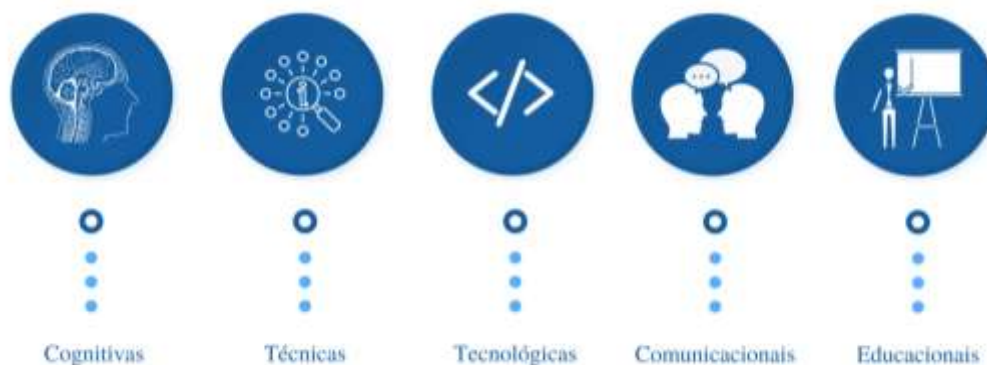 Cognitivas
Técnicas
Tecnológicas
Comunicacionais
Educacionais